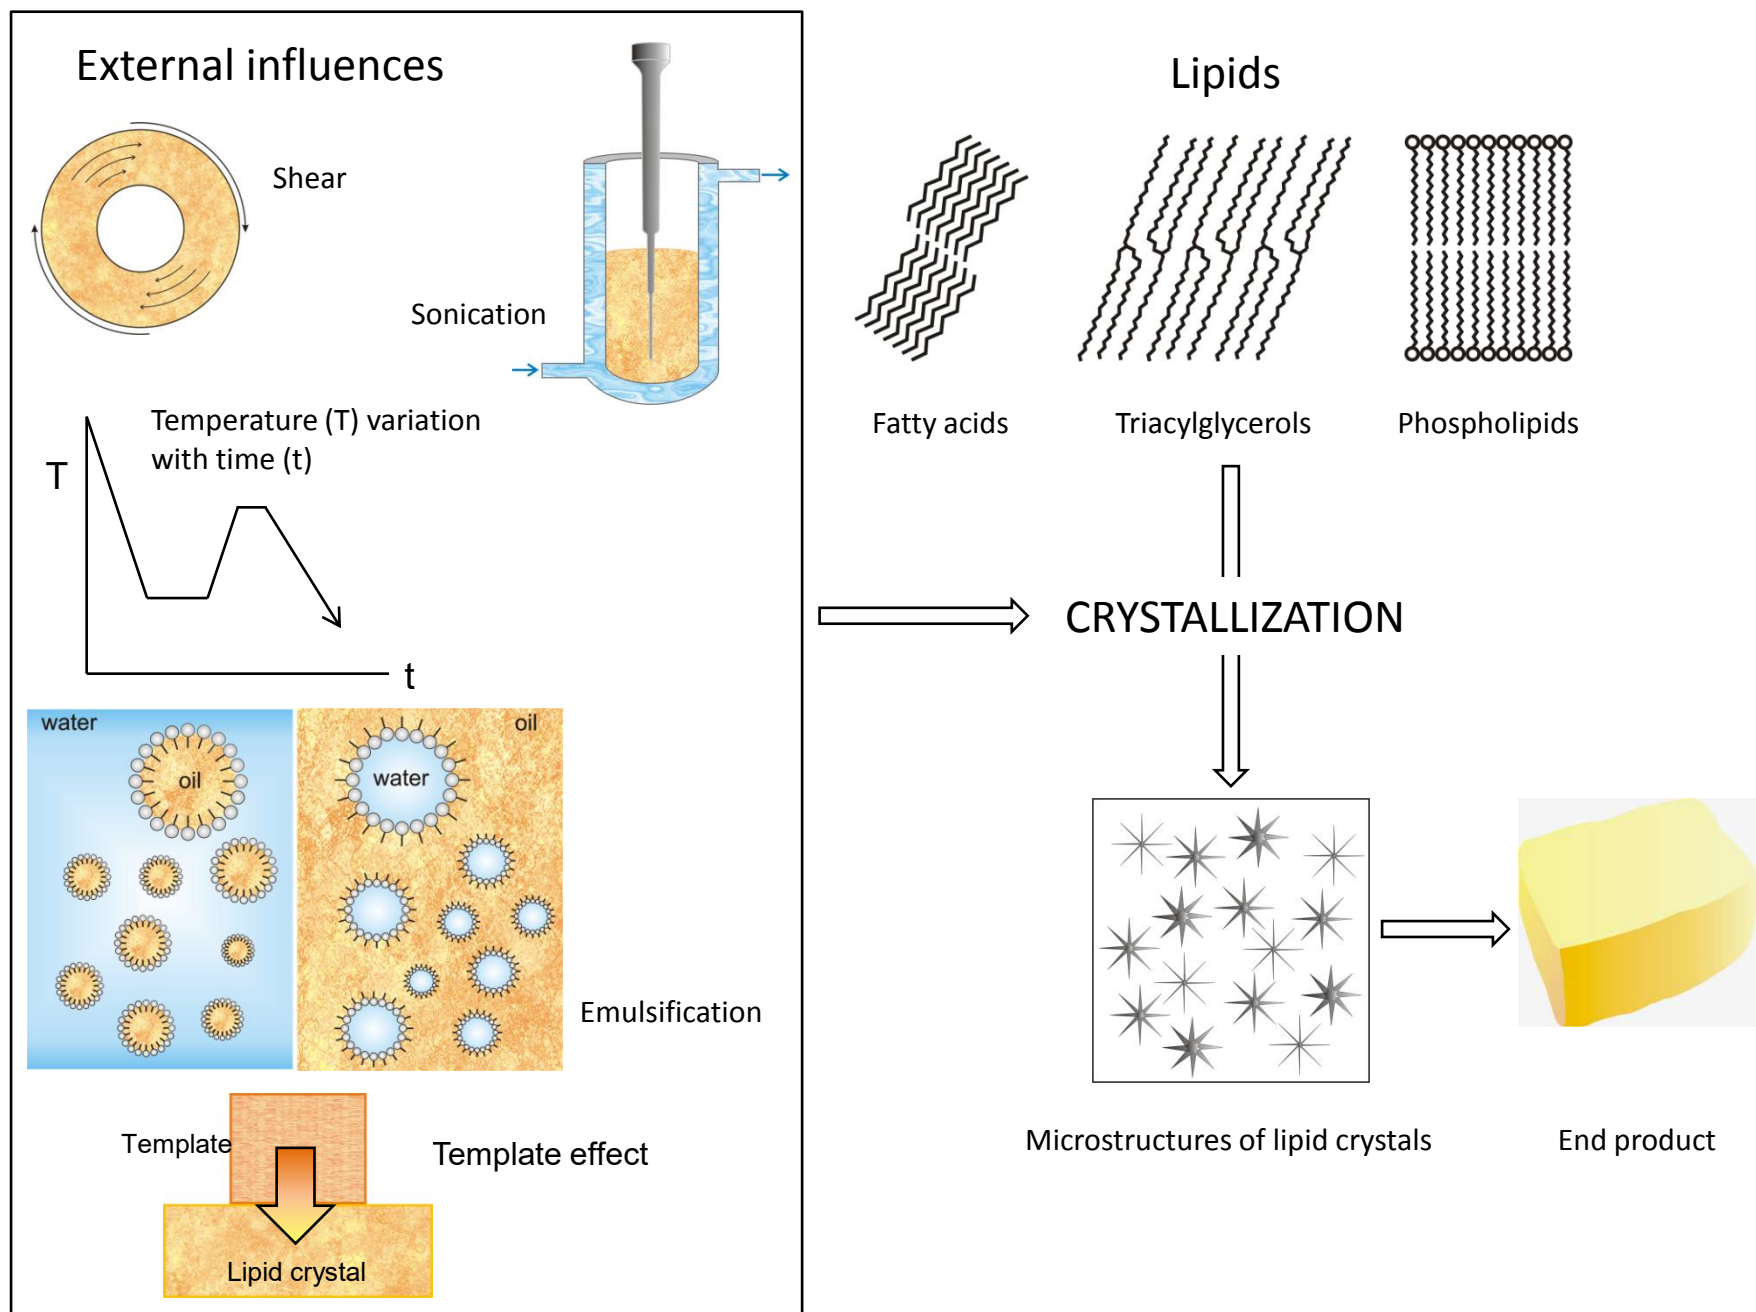 External influences
Shear
Sonication
Temperature (T) variation
with time (t)
T
t
water
oil
oil
water
Emulsification
Template
Template effect
Lipid crystal
Lipids
Fatty acids
Triacylglycerols
Phospholipids
CRYSTALLIZATION
Microstructures of lipid crystals
End product